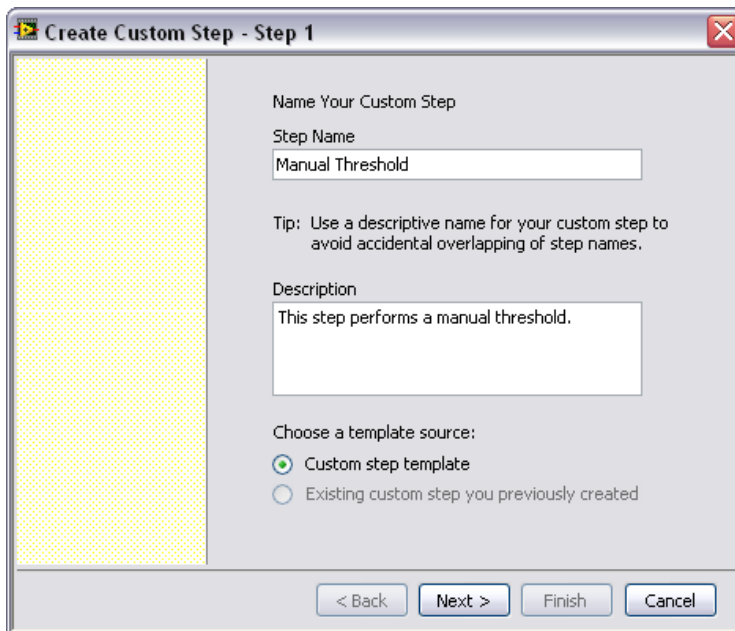 Create Custom Step - Step 1
Name Your Custom Step
Step Name
Manual Threshold
Tip: Use a descriptive name for your custom step to
avoid accidental overlapping of step names.
Description
This step performs a manual threshold.
Choose a template source:
Custom step template
Existing custom step you previously created
< Back Next > Finish Cancel